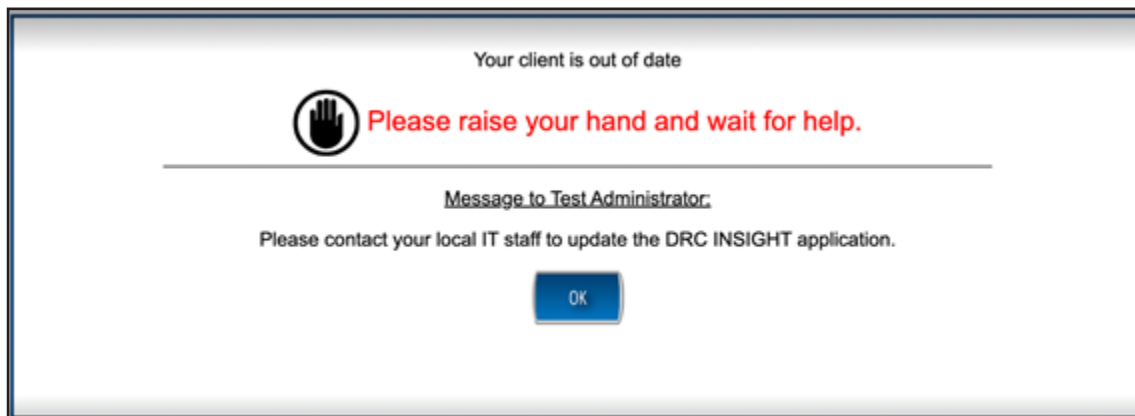 Your client is out of date
Please raise your hand and wait for help.
Message to Test Administrator:
Please contact your local IT staff to update the DRC INSIGHT application.
OK